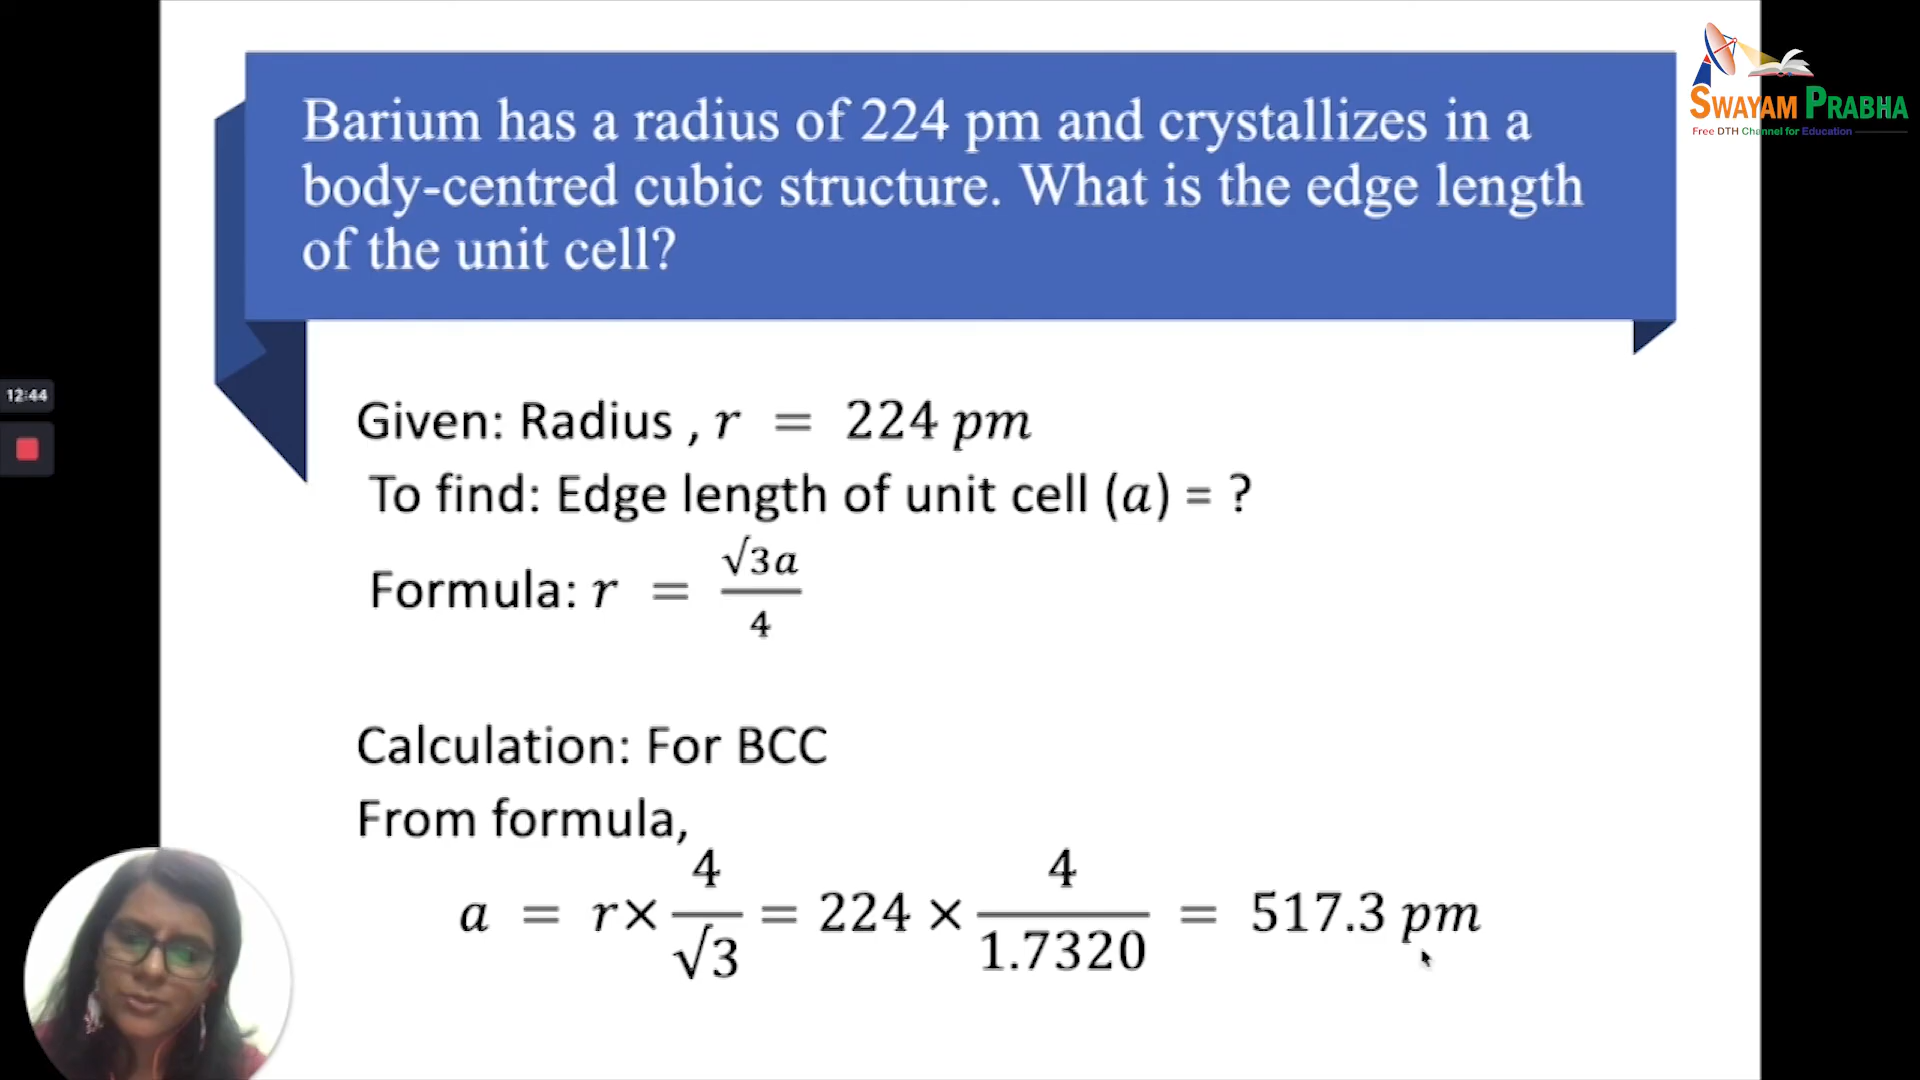 SWAYAM PRABHA
Free DTH Channel for Education
Barium has a radius of 224 pm and crystallizes in a
body-centred cubic structure. What is the edge length
of the unit cell?
12:44
Given: Radius , r = 224 pm
To find: Edge length of unit cell (a) = ?
Formula: r = √3a/4
Calculation: For BCC
From formula,
a = r× 4/√3 = 224 × 4/1.7320 = 517.3 pm